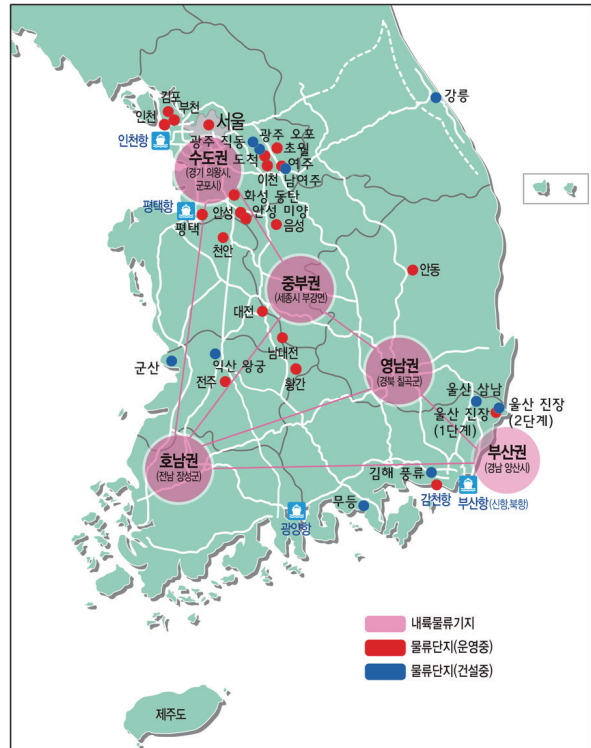 강릉
김포
부천
인천
서울
인천항
광주 직동
광주 오포
초월
도척
여주
이천
남여주
수도권
(경기 의왕시,
군포시)
화성 동탄
평택항
안성
안성 미양
평택
음성
천안
중부권
(세종시 부강면)
안동
대전
남대전
황간
군산
익산 왕궁
전주
영남권
(경북 칠곡군)
울산 삼남
울산 진장
(1단계)
울산 진장
(2단계)
호남권
(전남 장성군)
부산권
(경남 양산시)
김해 풍류
감천항
부산항(신항,북항)
광양항
무등
내륙물류기지
물류단지(운영중)
물류단지(건설중)
제주도